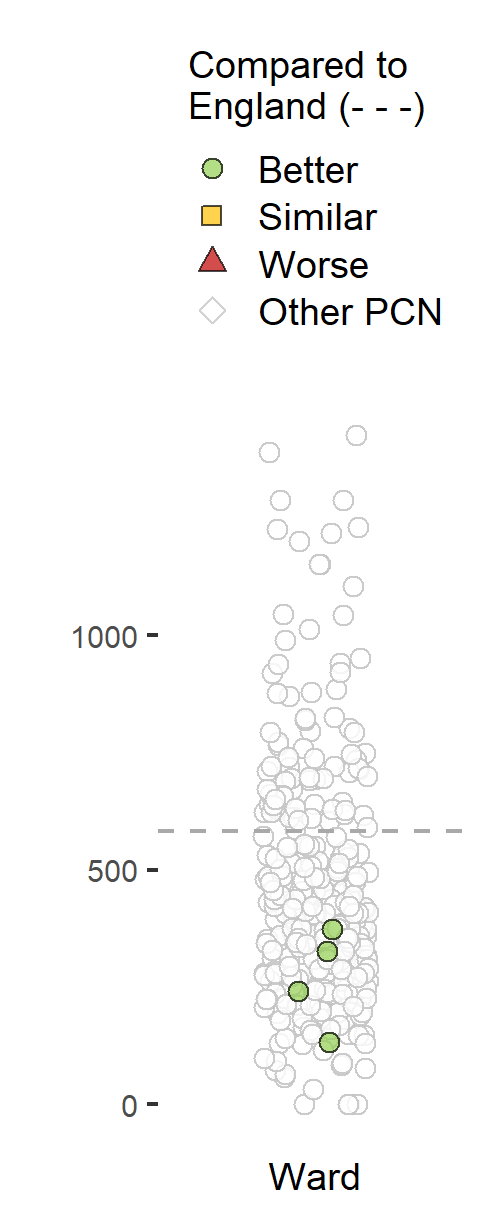 Compared to
England (- - -)
Better
Similar
Worse
Other PCN
1000
500
0
Ward